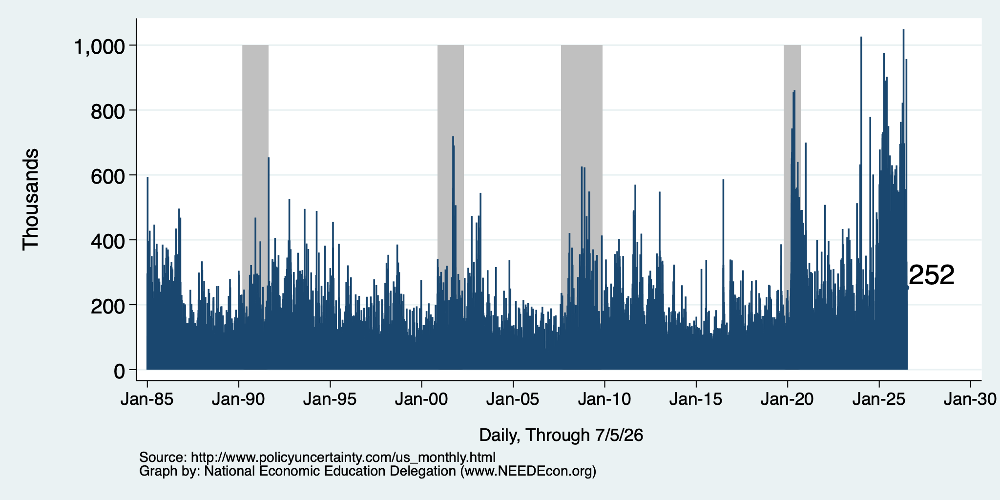 Thousands
1,000
800
600
400
200
0
252
Jan-85 Jan-90 Jan-95 Jan-00 Jan-05 Jan-10 Jan-15 Jan-20 Jan-25 Jan-30
Daily, Through 7/5/26
Source: http://www.policyuncertainty.com/us_monthly.html
Graph by: National Economic Education Delegation (www.NEEDEcon.org)